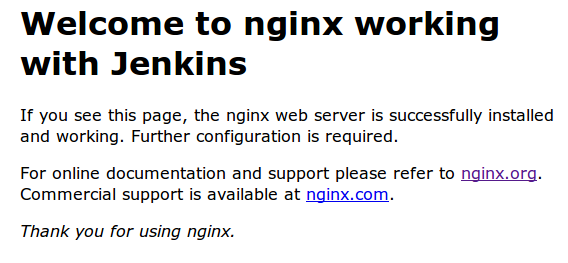 Welcome to nginx working
with Jenkins
If you see this page, the nginx web server is successfully installed
and working. Further configuration is required.
For online documentation and support please refer to nginx.org.
Commercial support is available at nginx.com.
Thank you for using nginx.